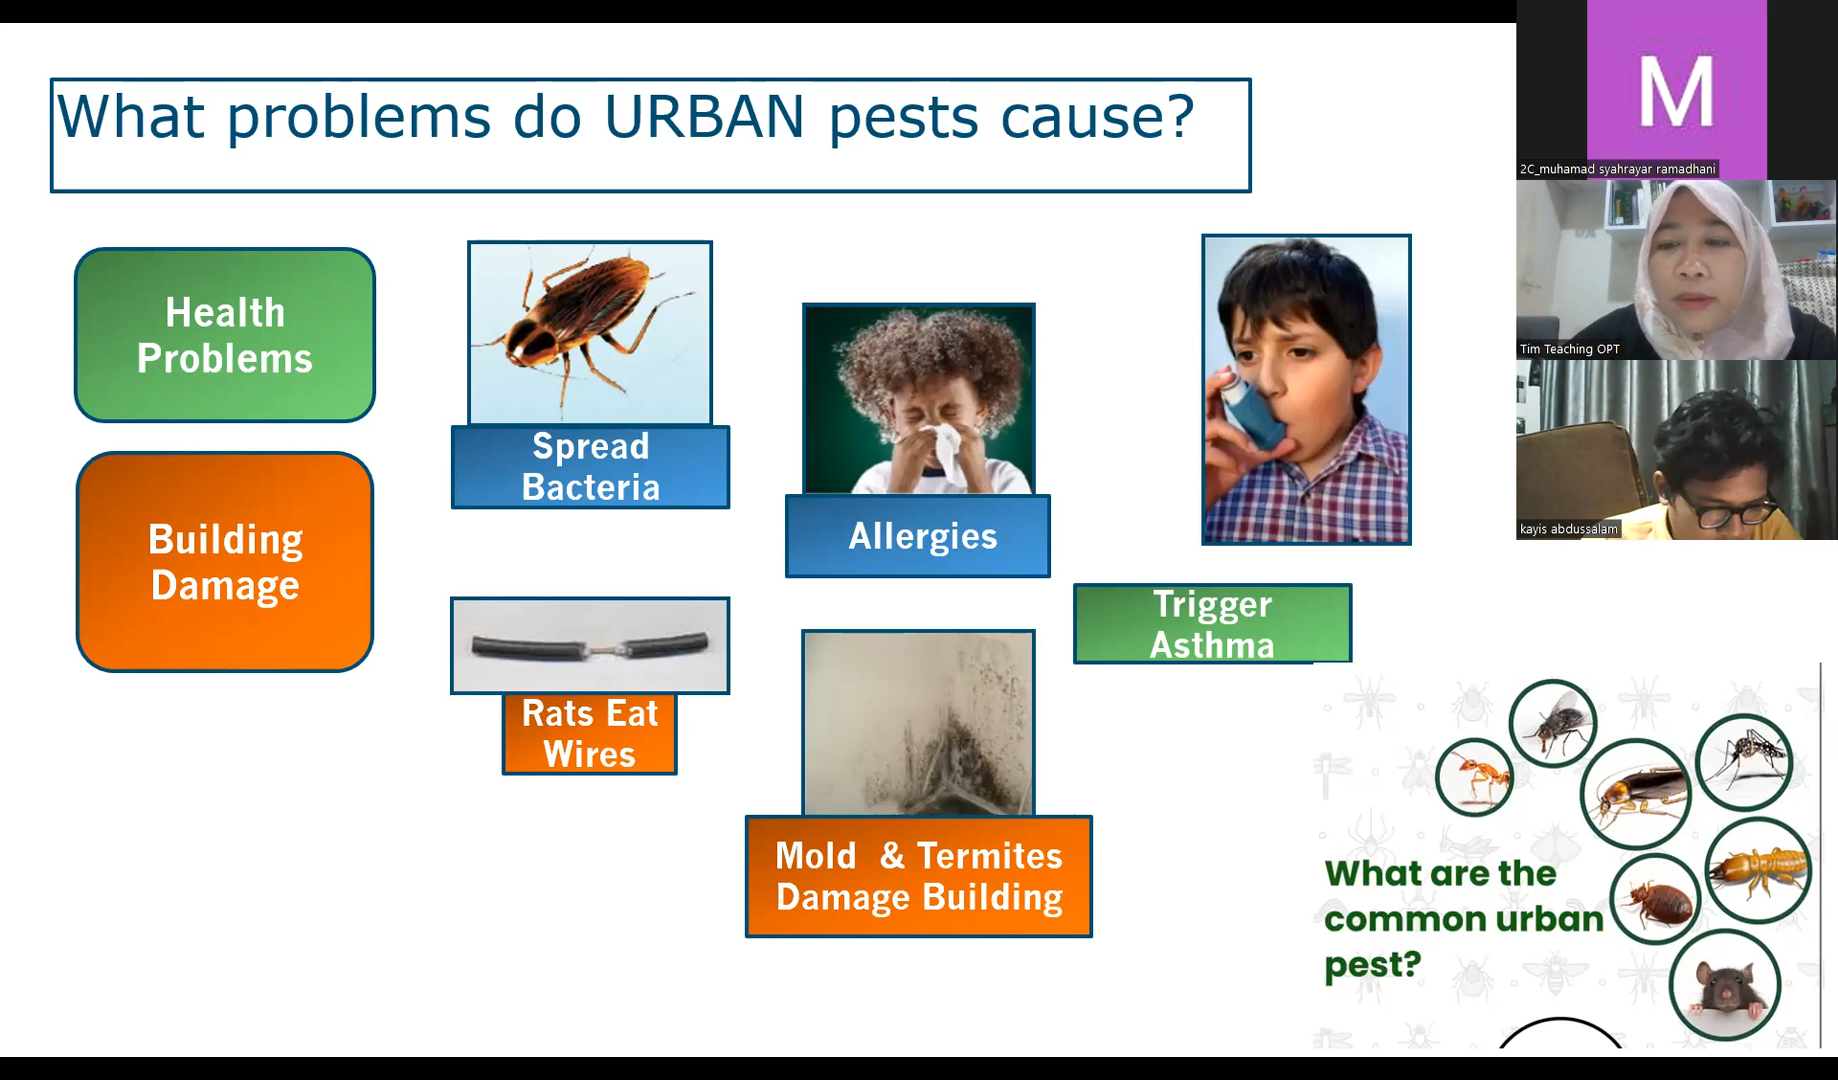 What problems do URBAN pests cause?
Health
Problems
Building
Damage
Spread
Bacteria
Allergies
Trigger
Asthma
Rats Eat
Wires
Mold & Termites
Damage Building
What are the
common urban
pest?
M
2C_muhamad syahrayar ramadhani
Tim Teaching OPT
kayis abdussalam